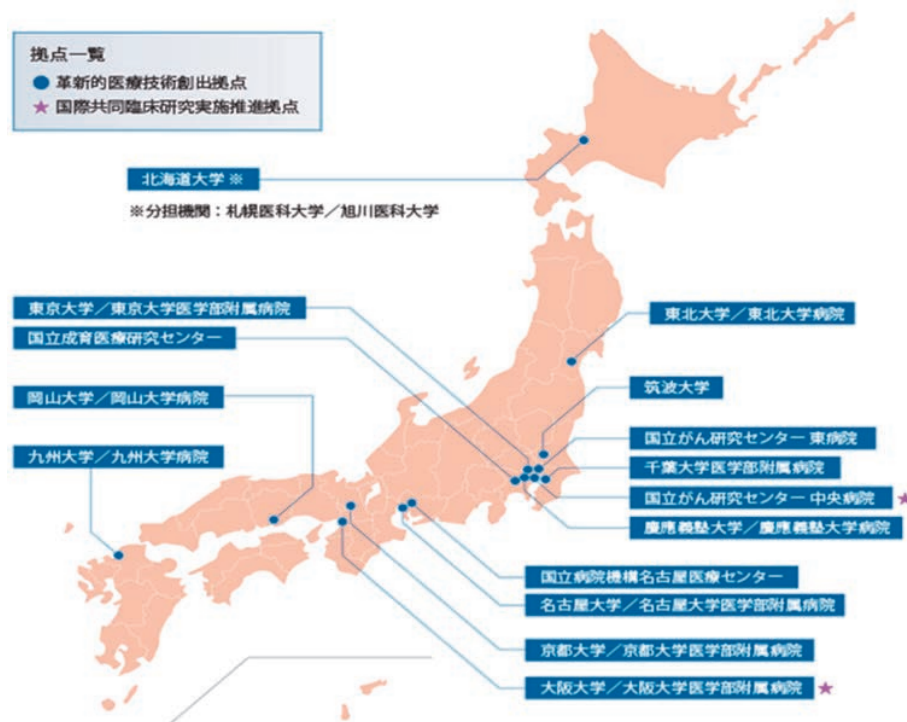 拠点一覧
● 革新的医療技術創出拠点
★ 国際共同臨床研究実施推進拠点
北海道大学 ※
※分担機関：札幌医科大学／旭川医科大学
東京大学／東京大学医学部附属病院
国立成育医療研究センター
岡山大学／岡山大学病院
九州大学／九州大学病院
東北大学／東北大学病院
筑波大学
国立がん研究センター 東病院
千葉大学医学部附属病院
国立がん研究センター 中央病院 ★
慶應義塾大学／慶應義塾大学病院
国立病院機構名古屋医療センター
名古屋大学／名古屋大学医学部附属病院
京都大学／京都大学医学部附属病院
大阪大学／大阪大学医学部附属病院 ★